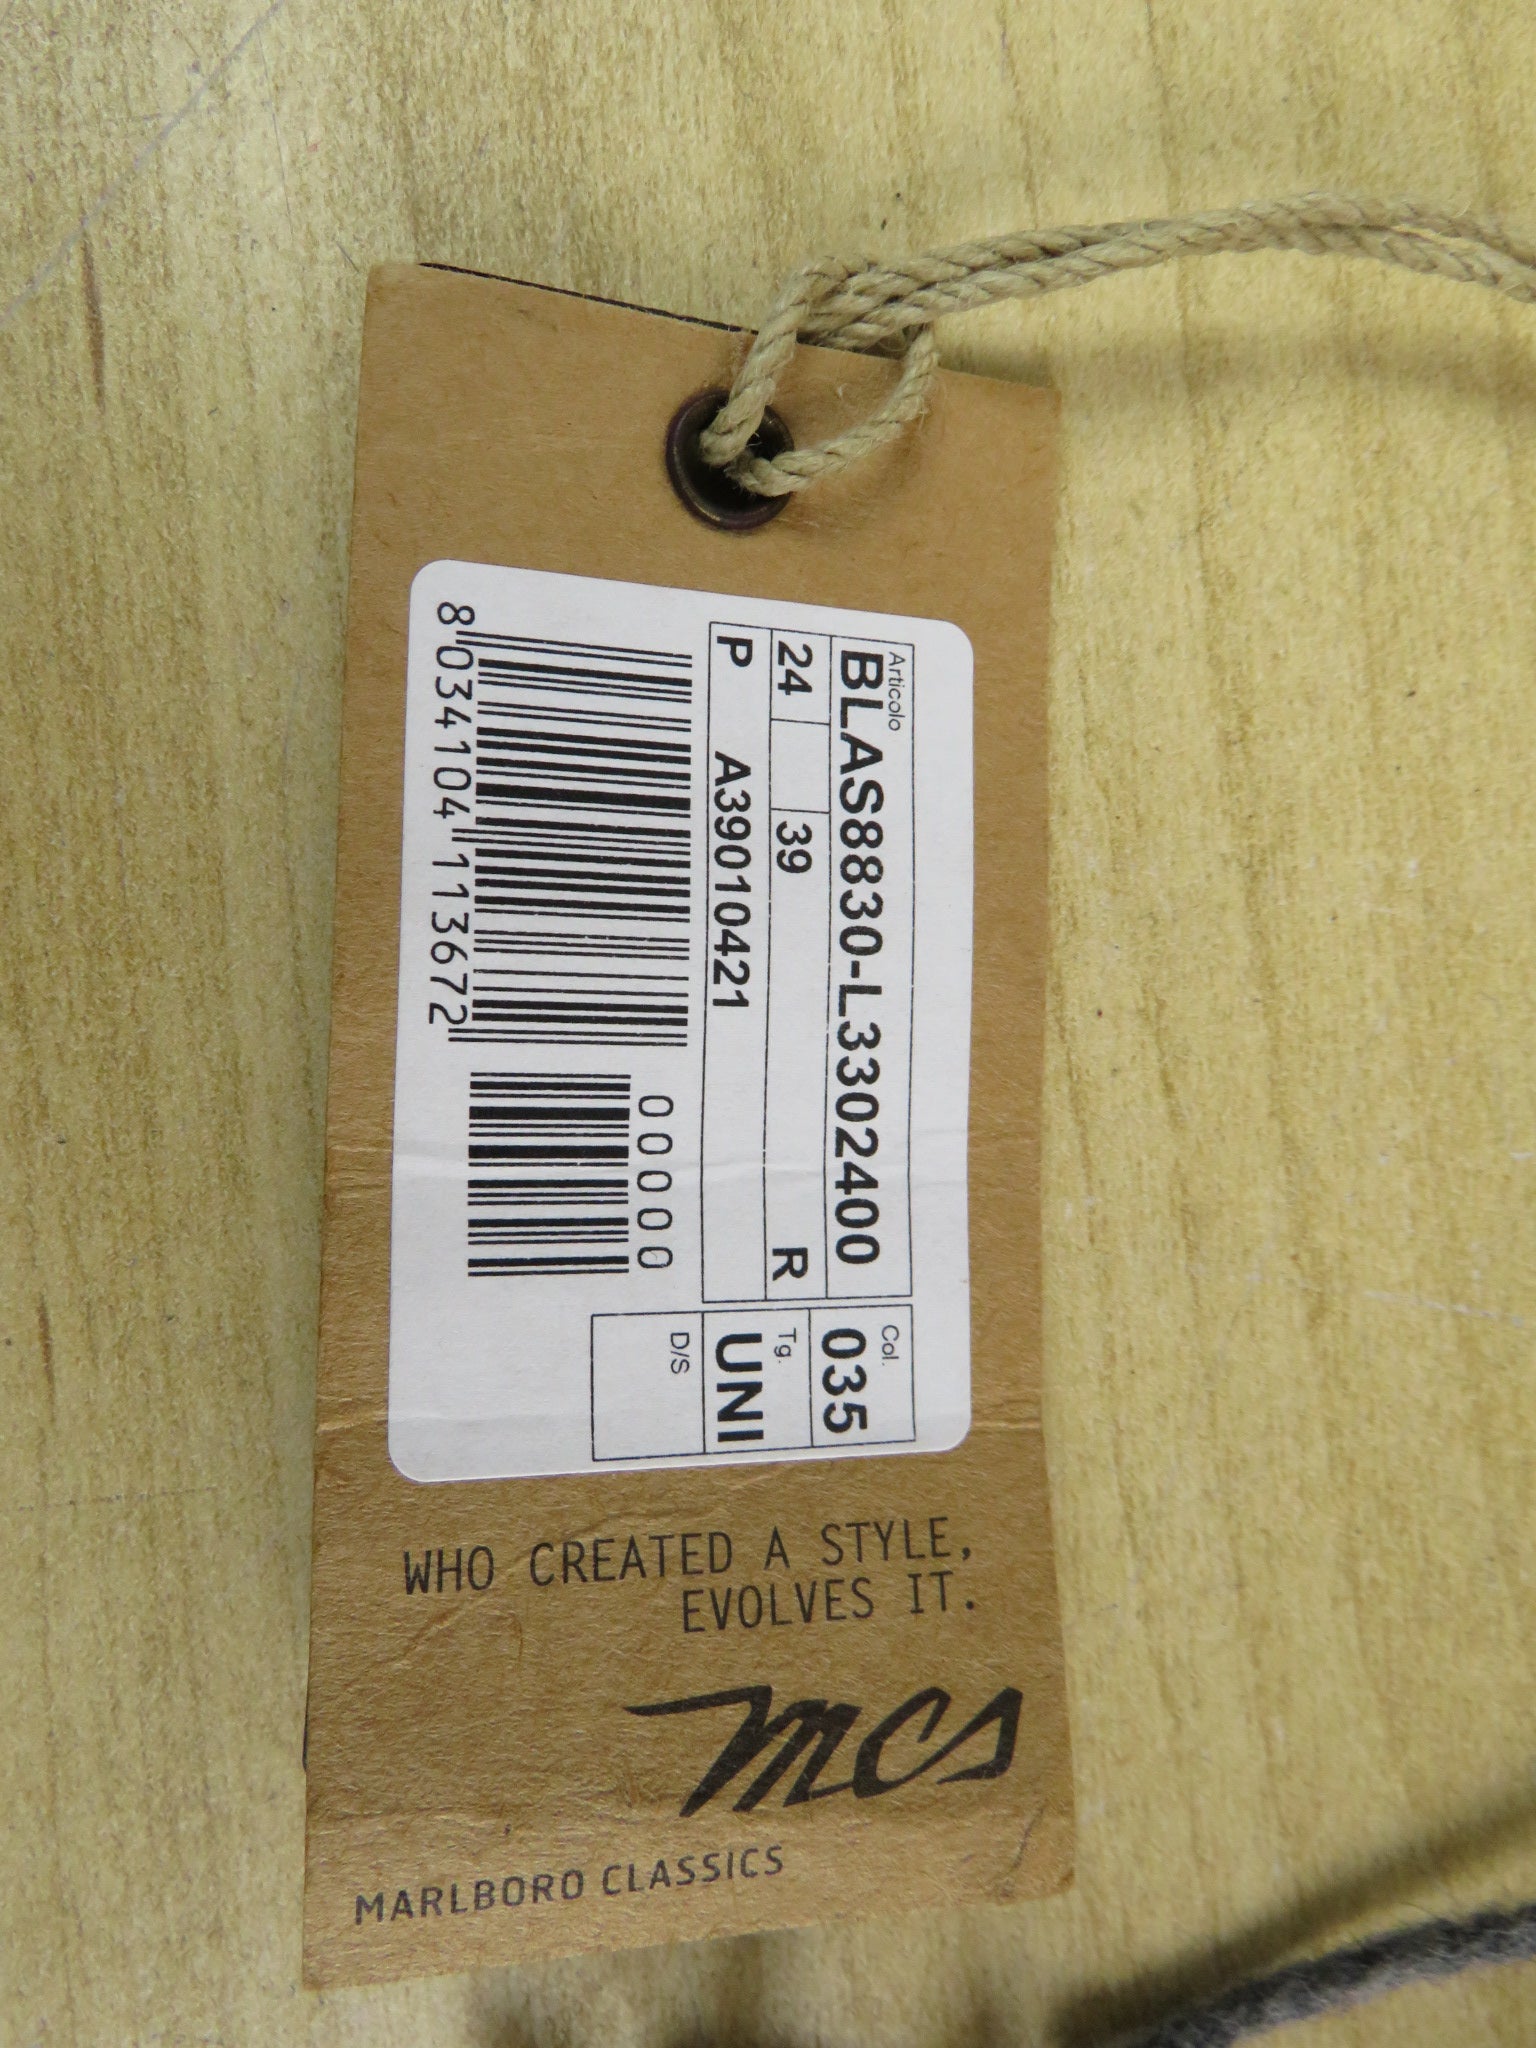 Articolo
BLAS8830-L3302400
24 39 R
P A39010421
Col.
035
Tg.
UNI
D/S
00000
8 034104 113672
WHO CREATED A STYLE,
EVOLVES IT.
mcs
MARLBORO CLASSICS